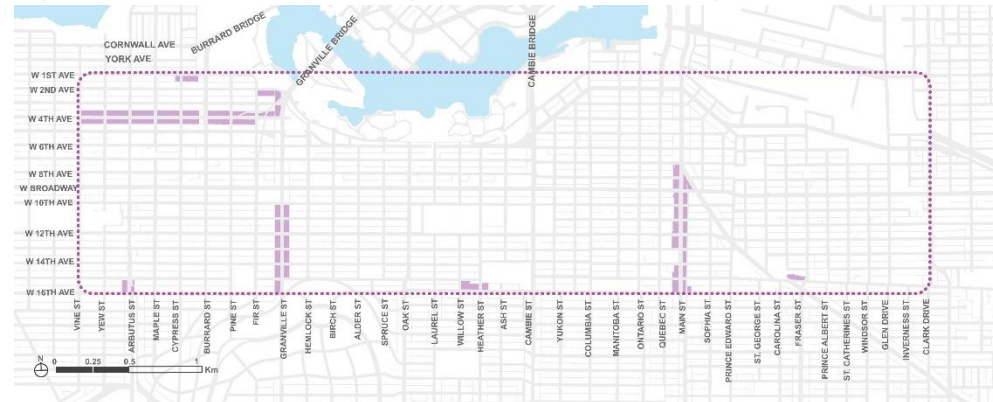 BURRARD BRIDGE
GRANVILLE BRIDGE
CAMBIE BRIDGE
CORNWALL AVE
YORK AVE
W 1ST AVE
W 2ND AVE
W 4TH AVE
W 6TH AVE
W 8TH AVE
W BROADWAY
W 10TH AVE
W 12TH AVE
W 14TH AVE
W 16TH AVE
VINE ST
YEW ST
ARBUTUS ST
MAPLE ST
CYPRESS ST
BURRARD ST
PINE ST
FIR ST
GRANVILLE ST
HEMLOCK ST
BIRCH ST
ALDER ST
SPRUCE ST
OAK ST
LAUREL ST
WILLOW ST
HEATHER ST
ASH ST
CAMBIE ST
YUKON ST
COLUMBIA ST
MANITOBA ST
ONTARIO ST
QUEBEC ST
MAIN ST
SOPHIA ST
PRINCE EDWARD ST
ST. GEORGE ST
CAROLINA ST
FRASER ST
PRINCE ALBERT ST
ST. CATHERINES ST
WINDSOR ST
GLEN DRIVE
INVERNESS ST
CLARK DRIVE
N
0 0.25 0.5 1
Km